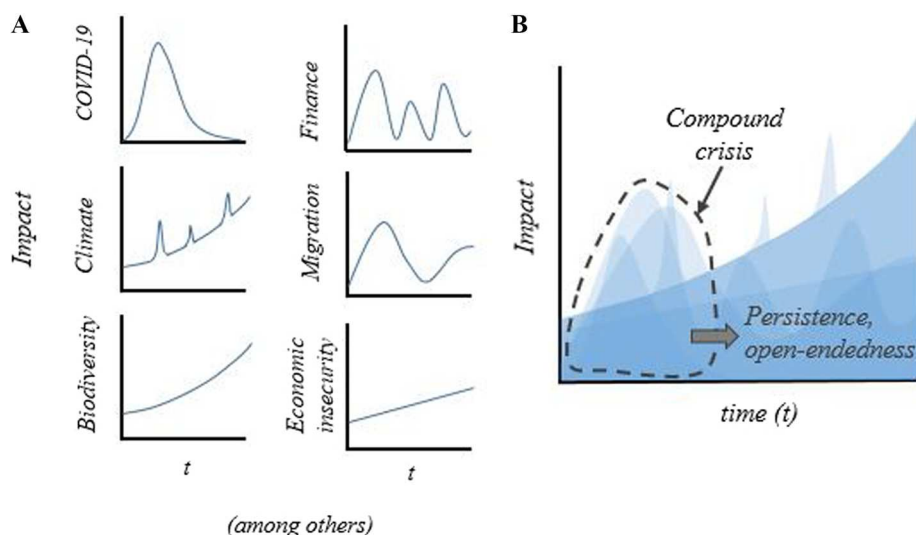 A
B
COVID-19
Finance
Impact
Climate
Migration
Biodiversity
t
Economic
insecurity
t
(among others)
Impact
Compound
crisis
Persistence,
open-endedness
time (t)